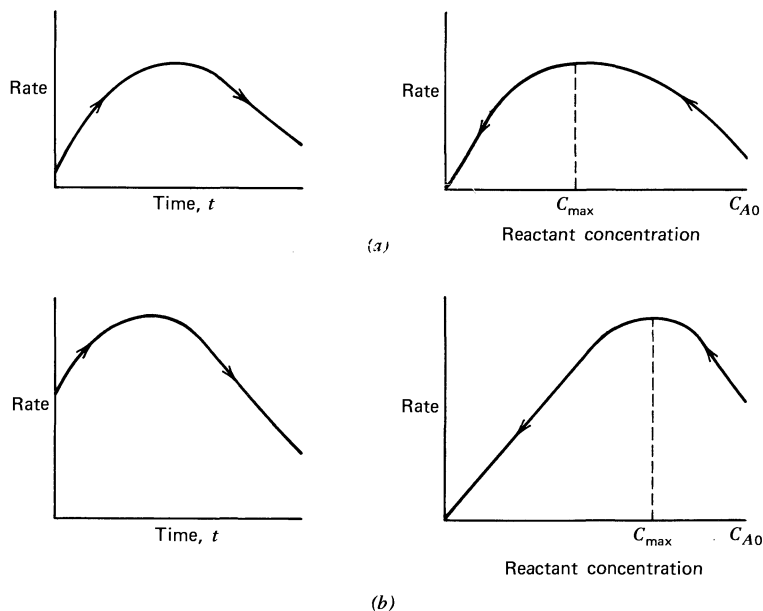 Rate
Time, t
Rate
C_max
C_A0
Reactant concentration
(a)
Rate
Time, t
Rate
C_max
C_A0
Reactant concentration
(b)